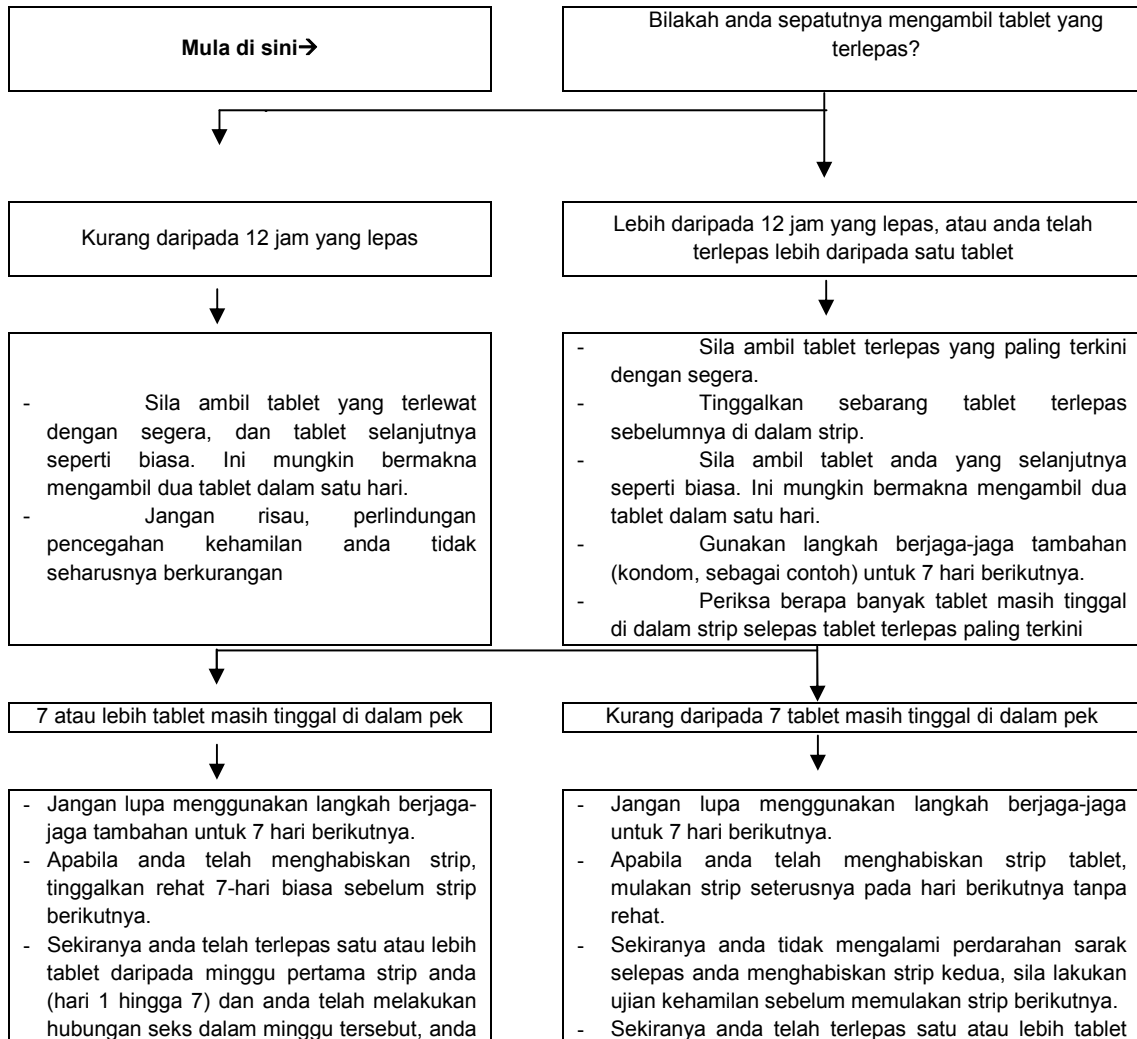 Mula di sini→
Bilakah anda sepatutnya mengambil tablet yang
terlepas?
Kurang daripada 12 jam yang lepas
Lebih daripada 12 jam yang lepas, atau anda telah
terlepas lebih daripada satu tablet
- Sila ambil tablet yang terlewat
dengan segera, dan tablet selanjutnya
seperti biasa. Ini mungkin bermakna
mengambil dua tablet dalam satu hari.
- Jangan risau, perlindungan
pencegahan kehamilan anda tidak
seharusnya berkurangan
- Sila ambil tablet terlepas yang paling terkini
dengan segera.
- Tinggalkan sebarang tablet terlepas
sebelumnya di dalam strip.
- Sila ambil tablet anda yang selanjutnya
seperti biasa. Ini mungkin bermakna mengambil dua
tablet dalam satu hari.
- Gunakan langkah berjaga-jaga tambahan
(kondom, sebagai contoh) untuk 7 hari berikutnya.
- Periksa berapa banyak tablet masih tinggal
di dalam strip selepas tablet terlepas paling terkini
7 atau lebih tablet masih tinggal di dalam pek
Kurang daripada 7 tablet masih tinggal di dalam pek
- Jangan lupa menggunakan langkah berjaga-
jaga tambahan untuk 7 hari berikutnya.
- Apabila anda telah menghabiskan strip,
tinggalkan rehat 7-hari biasa sebelum strip
berikutnya.
- Sekiranya anda telah terlepas satu atau lebih
tablet daripada minggu pertama strip anda
(hari 1 hingga 7) dan anda telah melakukan
hubungan seks dalam minggu tersebut, anda
- Jangan lupa menggunakan langkah berjaga-jaga
untuk 7 hari berikutnya.
- Apabila anda telah menghabiskan strip tablet,
mulakan strip seterusnya pada hari berikutnya tanpa
rehat.
- Sekiranya anda tidak mengalami perdarahan sarak
selepas anda menghabiskan strip kedua, sila lakukan
ujian kehamilan sebelum memulakan strip berikutnya.
- Sekiranya anda telah terlepas satu atau lebih tablet